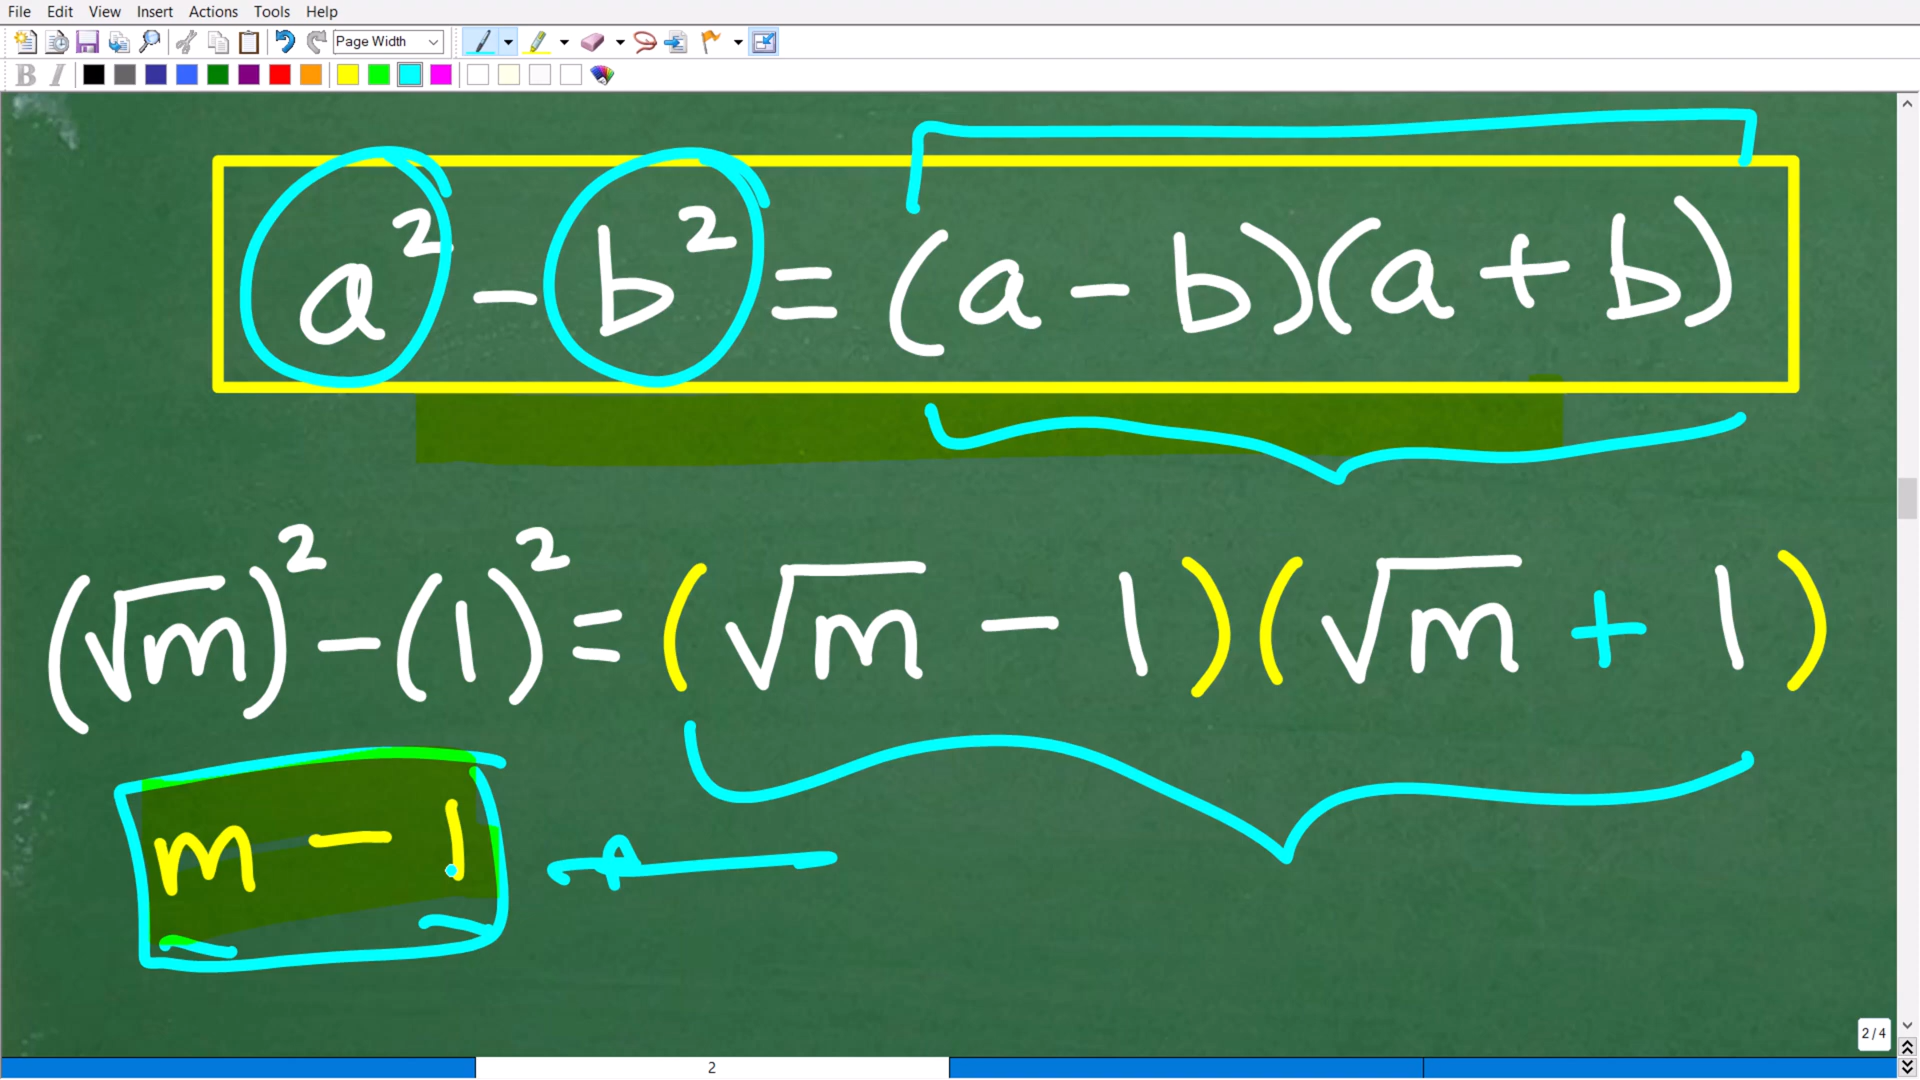 File Edit View Insert Actions Tools Help
Page Width
B I
a² - b² = (a - b)(a + b)
(√m)² - (1)² = (√m - 1)(√m + 1)
m - 1
2 / 4
2